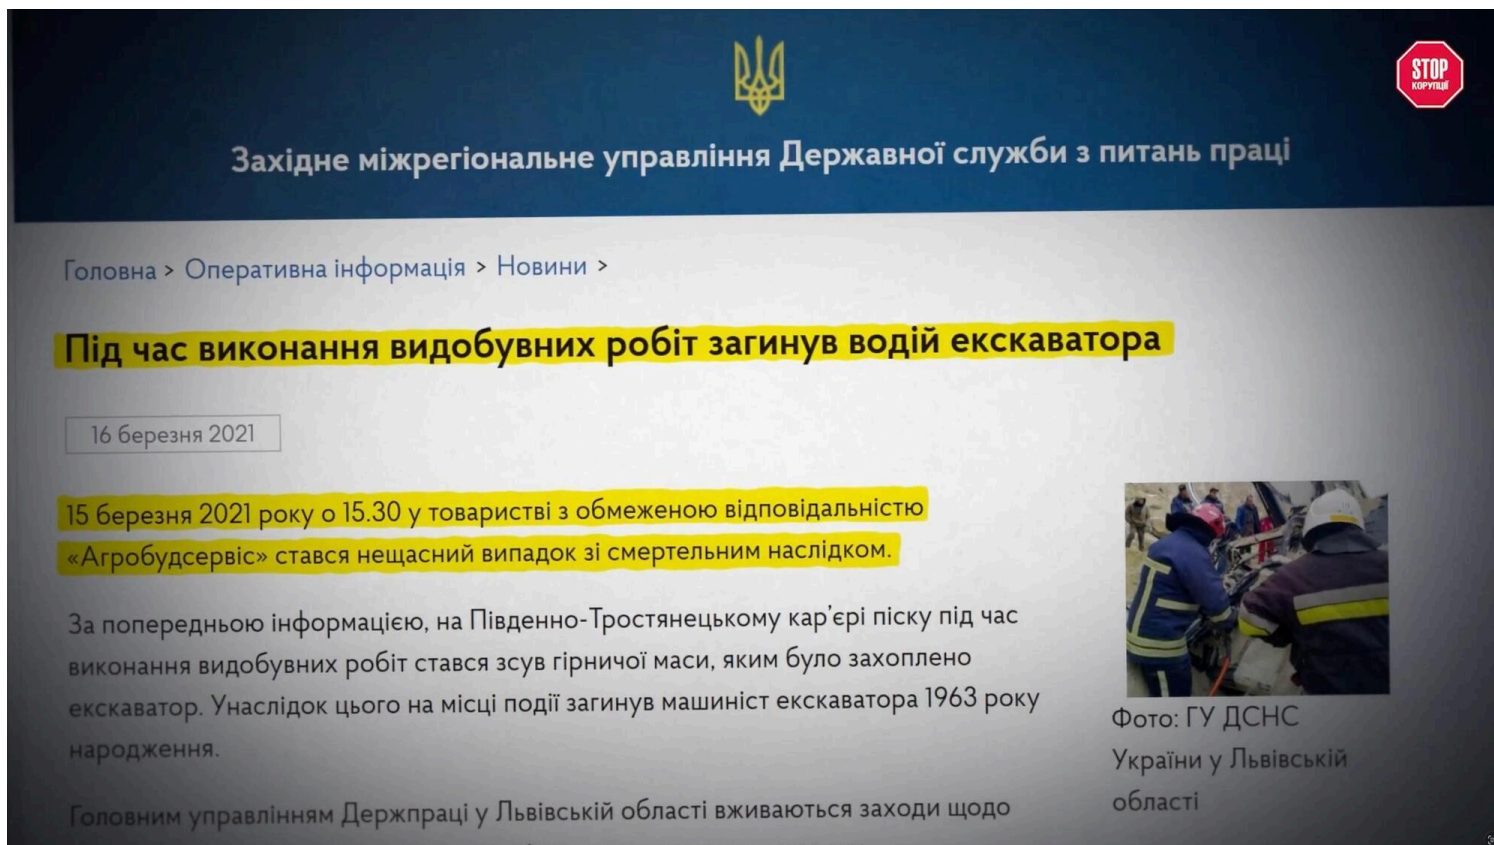 STOP
КОРУПЦІЇ
Західне міжрегіональне управління Державної служби з питань праці
Головна > Оперативна інформація > Новини >
Під час виконання видобувних робіт загинув водій екскаватора
16 березня 2021
15 березня 2021 року о 15.30 у товаристві з обмеженою відповідальністю
«Агробудсервіс» стався нещасний випадок зі смертельним наслідком.
За попередньою інформацією, на Південно-Тростянецькому кар’єрі піску під час
виконання видобувних робіт стався зсув гірничої маси, яким було захоплено
екскаватор. Унаслідок цього на місці події загинув машиніст екскаватора 1963 року
народження.
Головним управлінням Держпраці у Львівській області вживаються заходи щодо
Фото: ГУ ДСНС
України у Львівській
області